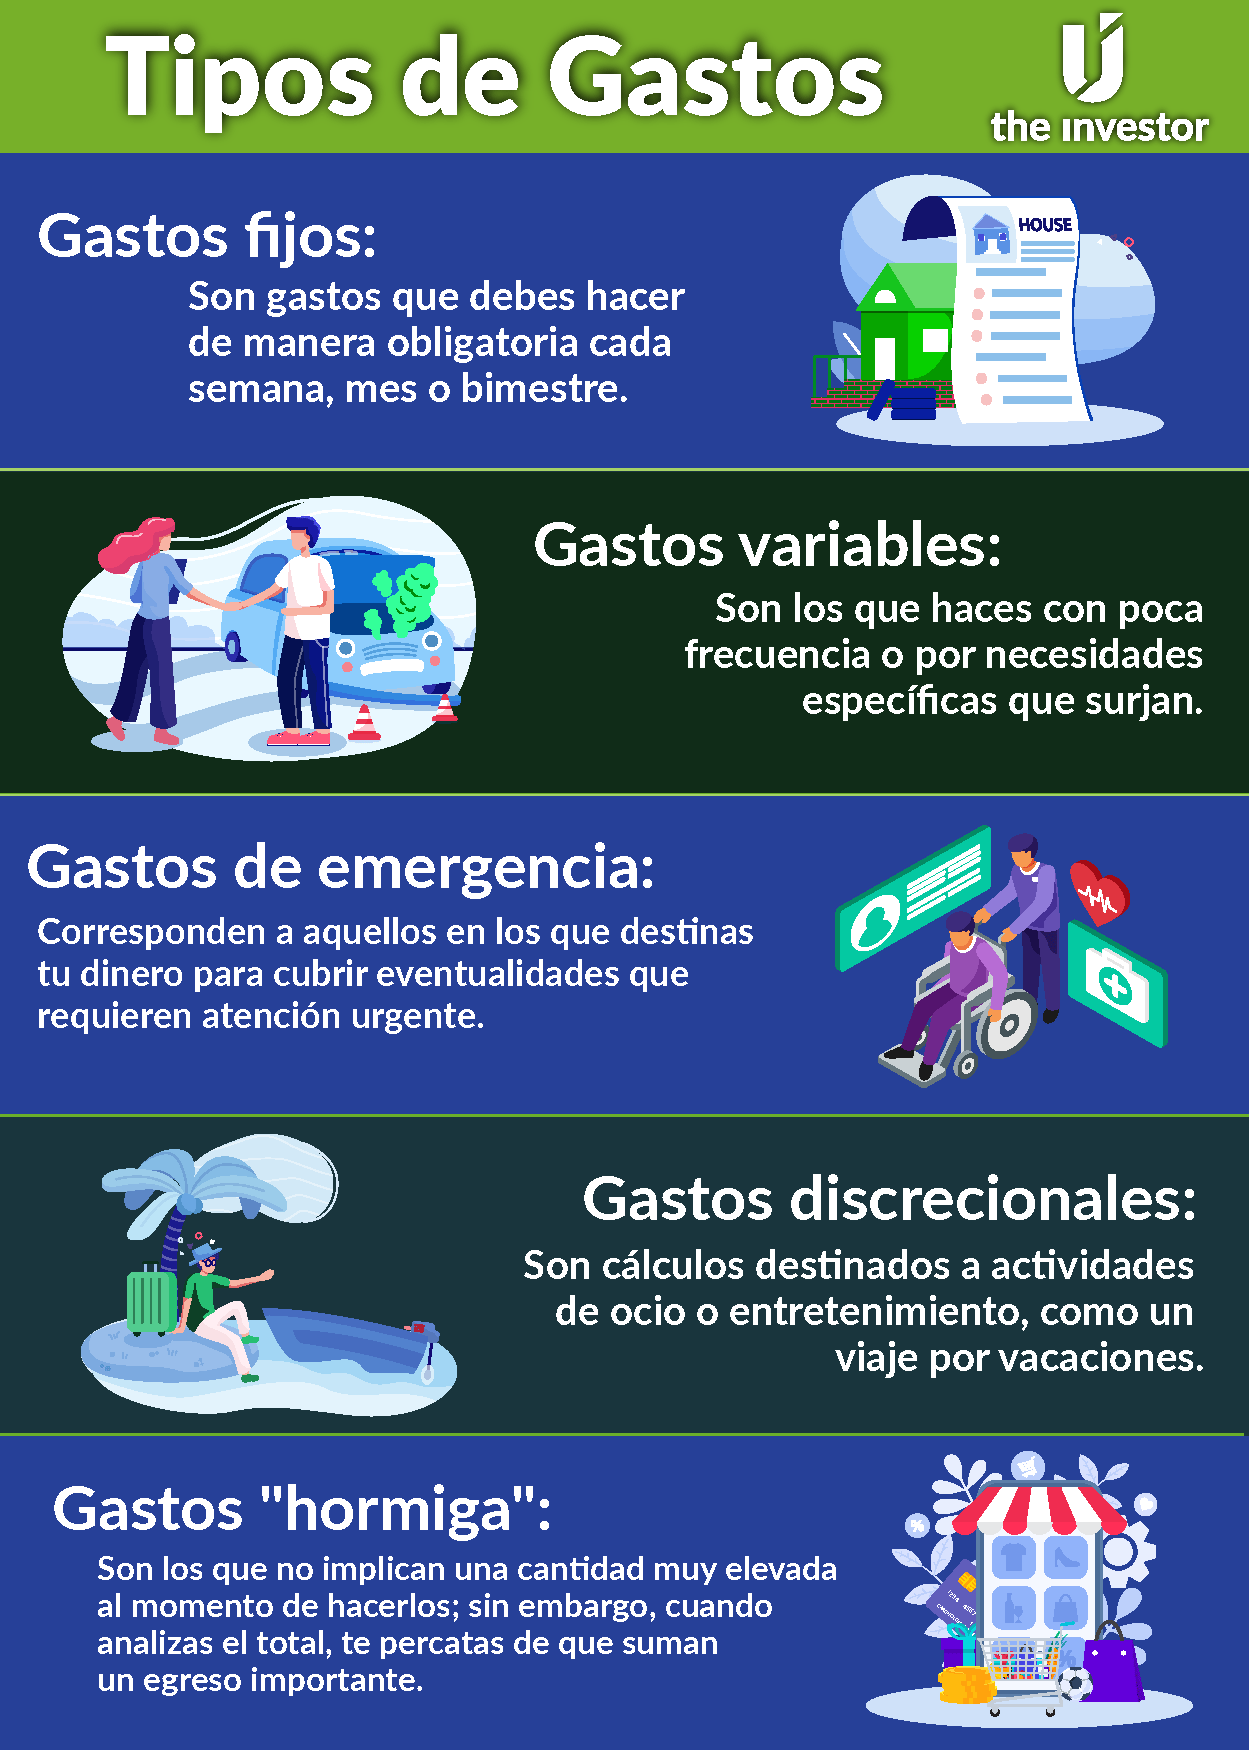 Tipos de Gastos
the investor
Gastos fijos:
HOUSE
Son gastos que debes hacer
de manera obligatoria cada
semana, mes o bimestre.
Gastos variables:
Son los que haces con poca
frecuencia o por necesidades
específicas que surjan.
Gastos de emergencia:
Corresponden a aquellos en los que destinas
tu dinero para cubrir eventualidades que
requieren atención urgente.
Gastos discrecionales:
Son cálculos destinados a actividades
de ocio o entretenimiento, como un
viaje por vacaciones.
Gastos "hormiga":
Son los que no implican una cantidad muy elevada
al momento de hacerlos; sin embargo, cuando
analizas el total, te percatas de que suman
un egreso importante.
%
%